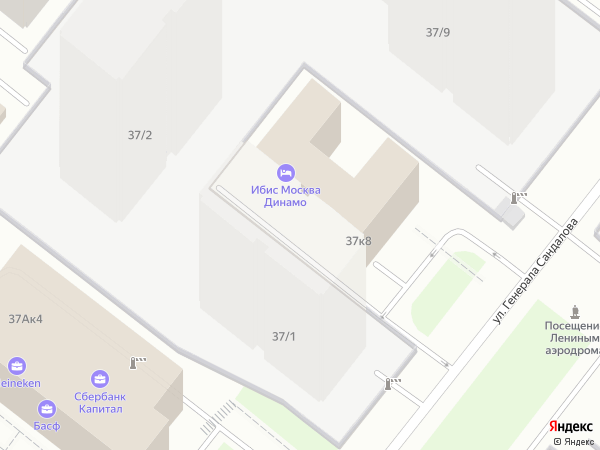 37/9
37/2
Ибис Москва
Динамо
37к8
ул. Генерала Сандалова
37Ак4
37/1
Посещени
Лениным
аэродрома
eineken
Сбербанк
Капитал
Басф
Яндекс
© Яндекс